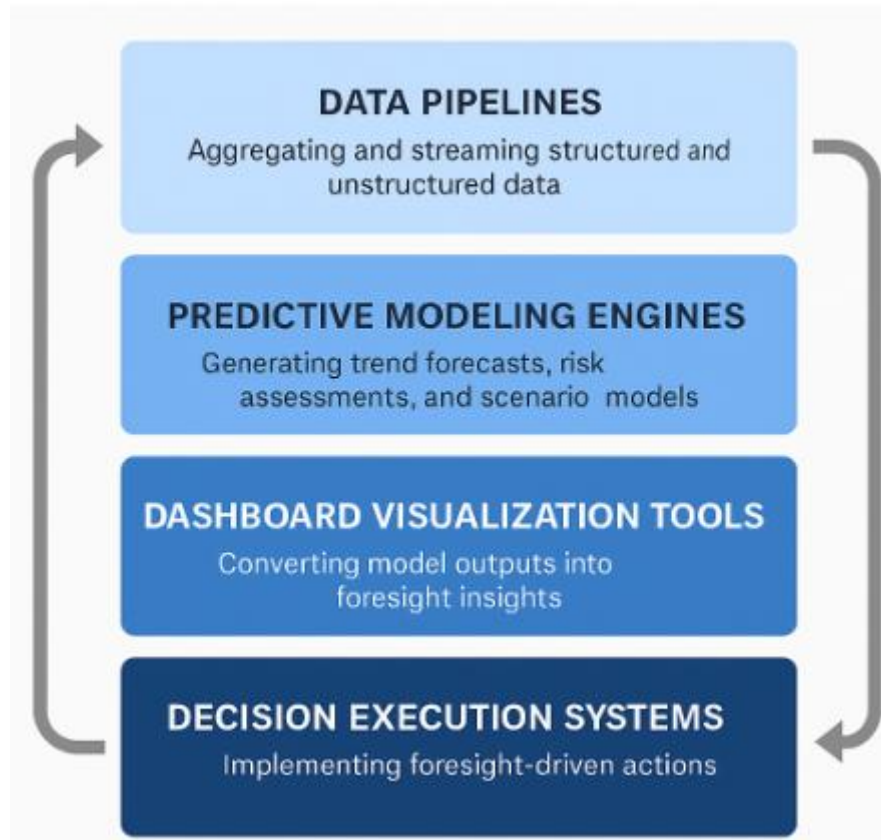 DATA PIPELINES
Aggregating and streaming structured and
unstructured data
PREDICTIVE MODELING ENGINES
Generating trend forecasts, risk
assessments, and scenario models
DASHBOARD VISUALIZATION TOOLS
Converting model outputs into
foresight insights
DECISION EXECUTION SYSTEMS
Implementing foresight-driven actions